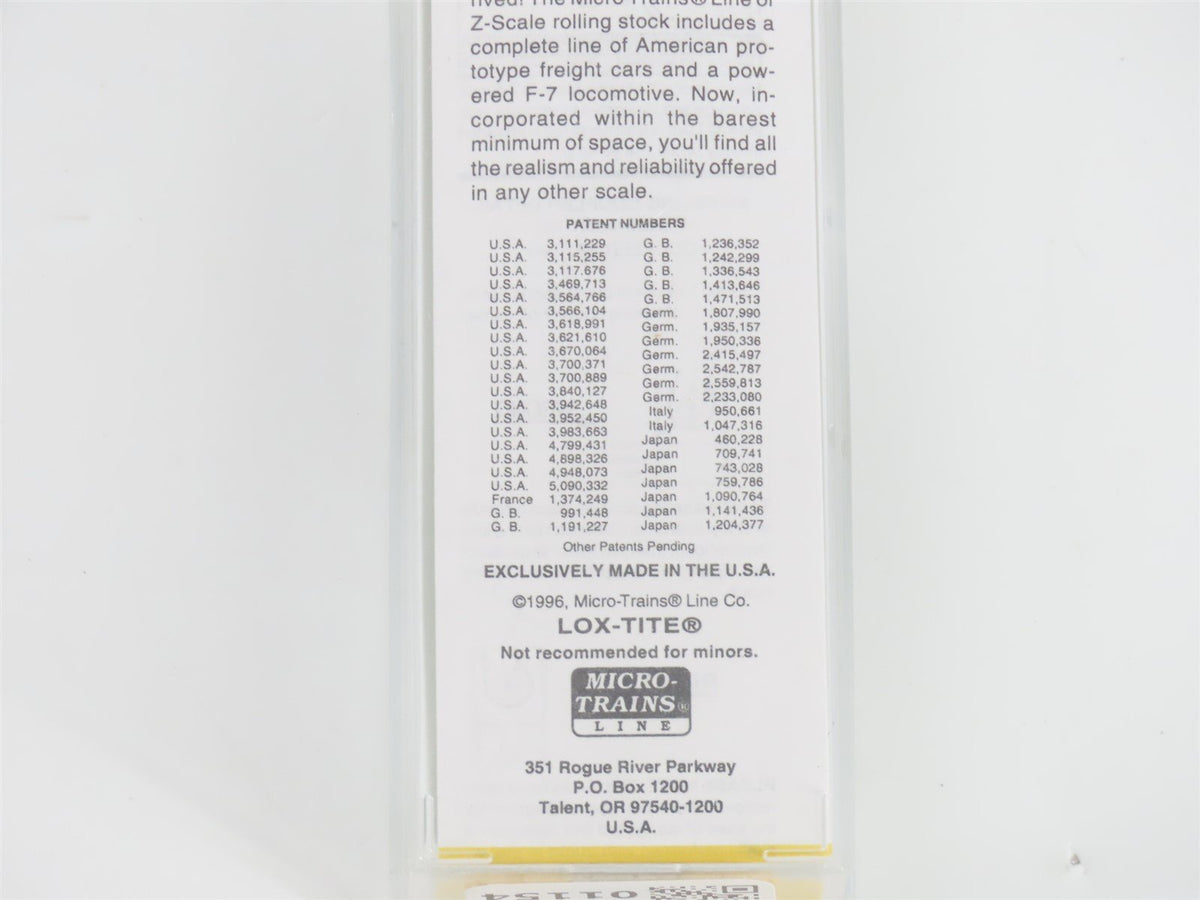 rived! The Micro-Trains® Line of
Z-Scale rolling stock includes a
complete line of American pro-
totype freight cars and a pow-
ered F-7 locomotive. Now, in-
corporated within the barest
minimum of space, you'll find all
the realism and reliability offered
in any other scale.
PATENT NUMBERS
U.S.A. 3,111,229 G. B. 1,236,352
U.S.A. 3,115,255 G. B. 1,242,299
U.S.A. 3,117.676 G. B. 1,336,543
U.S.A. 3,469,713 G. B. 1,413,646
U.S.A. 3,564,766 G. B. 1,471,513
U.S.A. 3,566,104 Germ. 1,807,990
U.S.A. 3,618,991 Germ. 1,935,157
U.S.A. 3,621,610 Germ. 1,950,336
U.S.A. 3,670,064 Germ. 2,415,497
U.S.A. 3,700,371 Germ. 2,542,787
U.S.A. 3,700,889 Germ. 2,559,813
U.S.A. 3,840,127 Germ. 2,233,080
U.S.A. 3,942,648 Italy 950,661
U.S.A. 3,952,450 Italy 1,047,316
U.S.A. 3,983,663 Japan 460,228
U.S.A. 4,799,431 Japan 709,741
U.S.A. 4,898,326 Japan 743,028
U.S.A. 4,948,073 Japan 759,786
U.S.A. 5,090,332 Japan 1,090,764
France 1,374,249 Japan 1,141,436
G. B. 991,448 Japan 1,204,377
G. B. 1,191,227
Other Patents Pending
EXCLUSIVELY MADE IN THE U.S.A.
©1996, Micro-Trains® Line Co.
LOX-TITE®
Not recommended for minors.
MICRO-
TRAINS®
LINE
351 Rogue River Parkway
P.O. Box 1200
Talent, OR 97540-1200
U.S.A.
01154